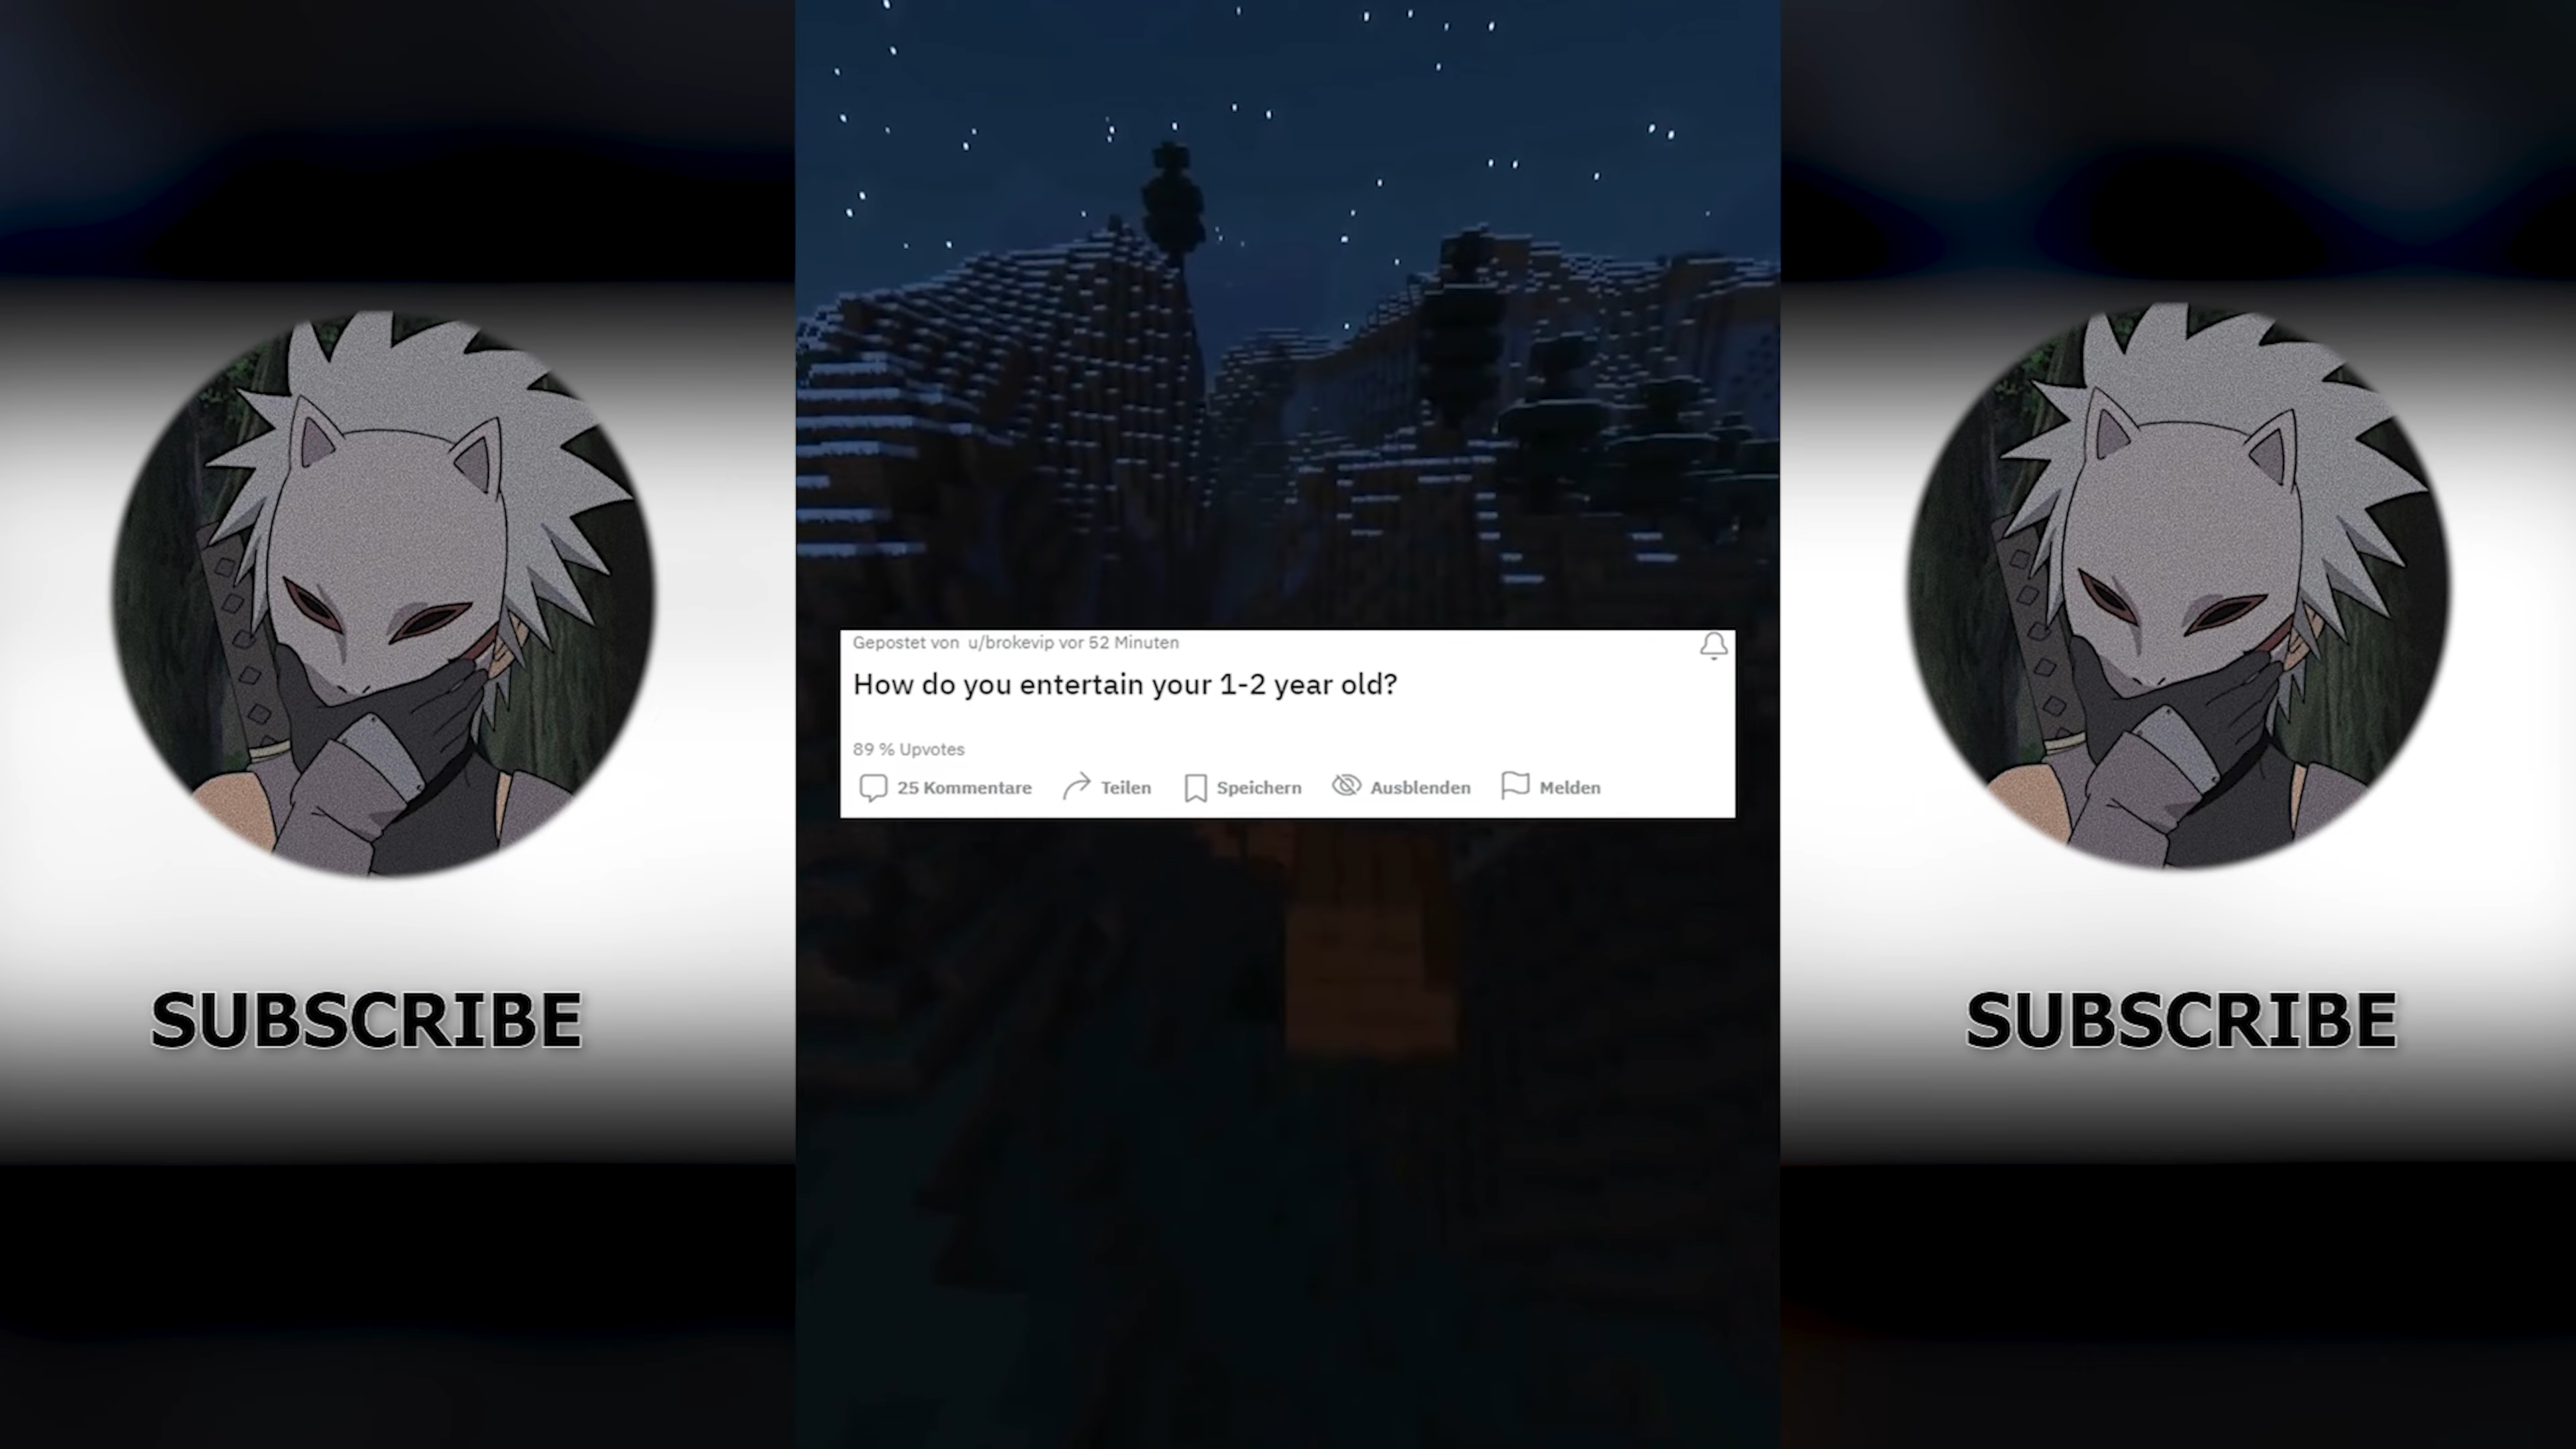 Gepostet von u/brokevip vor 52 Minuten
How do you entertain your 1-2 year old?
89 % Upvotes
25 Kommentare Teilen Speichern Ausblenden Melden
SUBSCRIBE
SUBSCRIBE